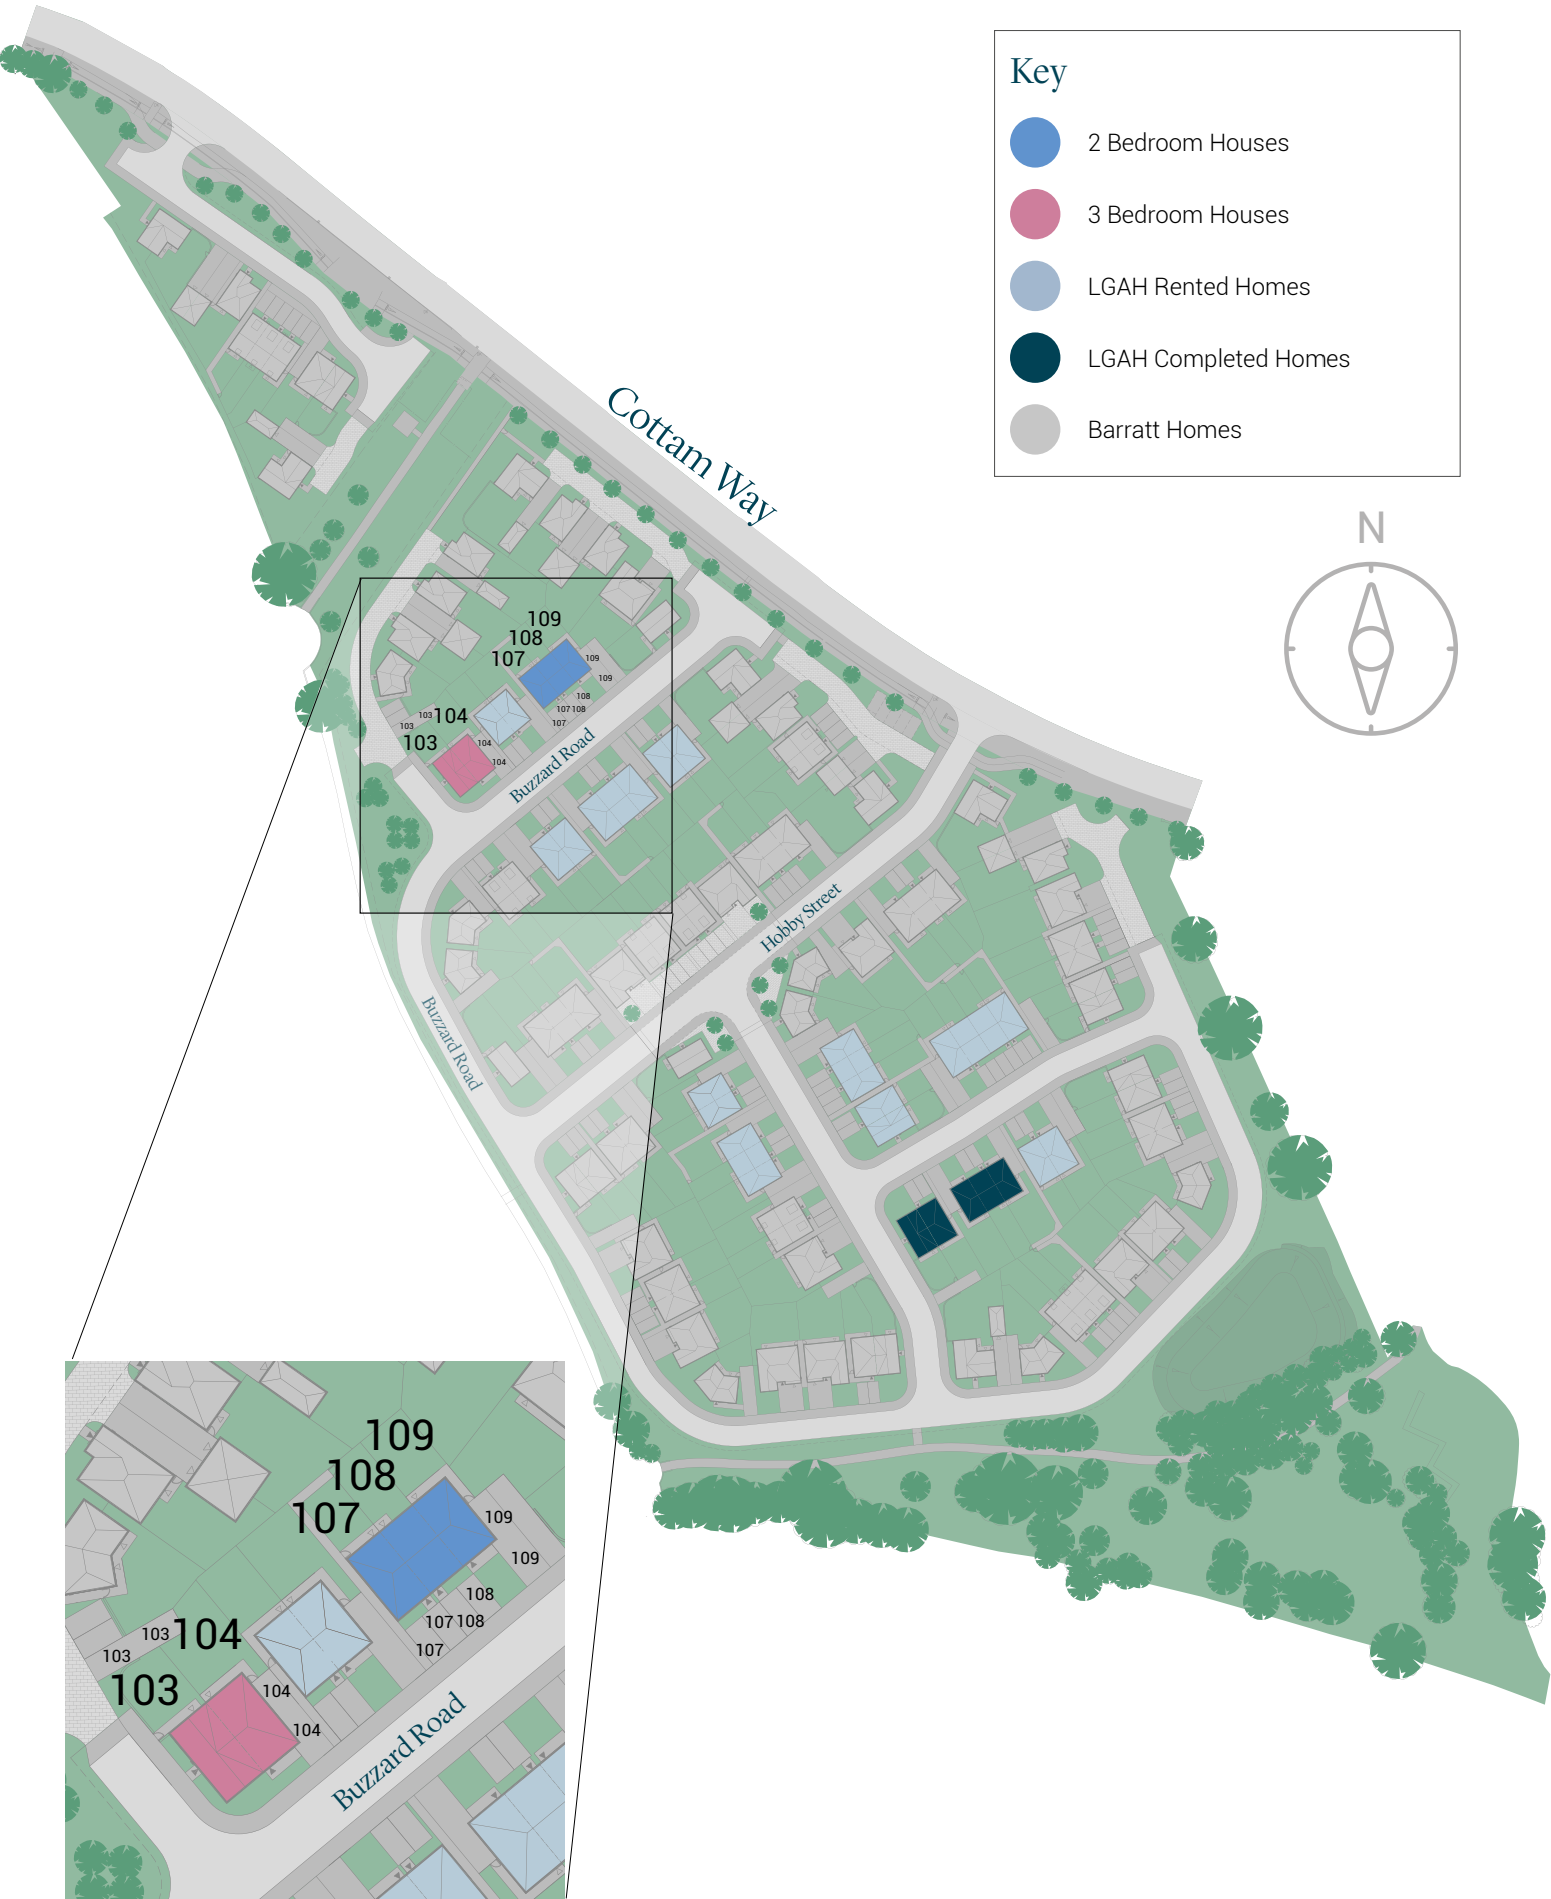 Key
2 Bedroom Houses
3 Bedroom Houses
LGAH Rented Homes
LGAH Completed Homes
Barratt Homes
N
Cottam Way
109
108
107
109
109
108
107 108
107
103 104
103
103
104
104
Buzzard Road
Hobby Street
Buzzard Road
109
108
107
109
109
108
107 108
107
103 104
103
103
104
104
Buzzard Road